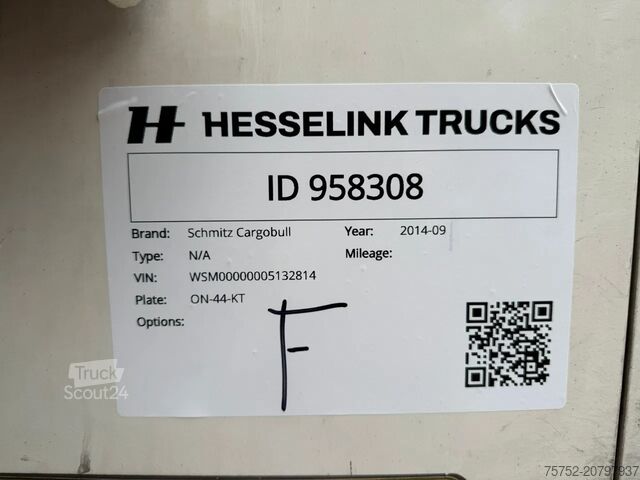 H HESSELINK TRUCKS
ID 958308
Brand: Schmitz Cargobull Year: 2014-09
Type: N/A Mileage:
VIN: WSM00000005132814
Plate: ON-44-KT
Options:
F
Truck
Scout24
75752-20797937